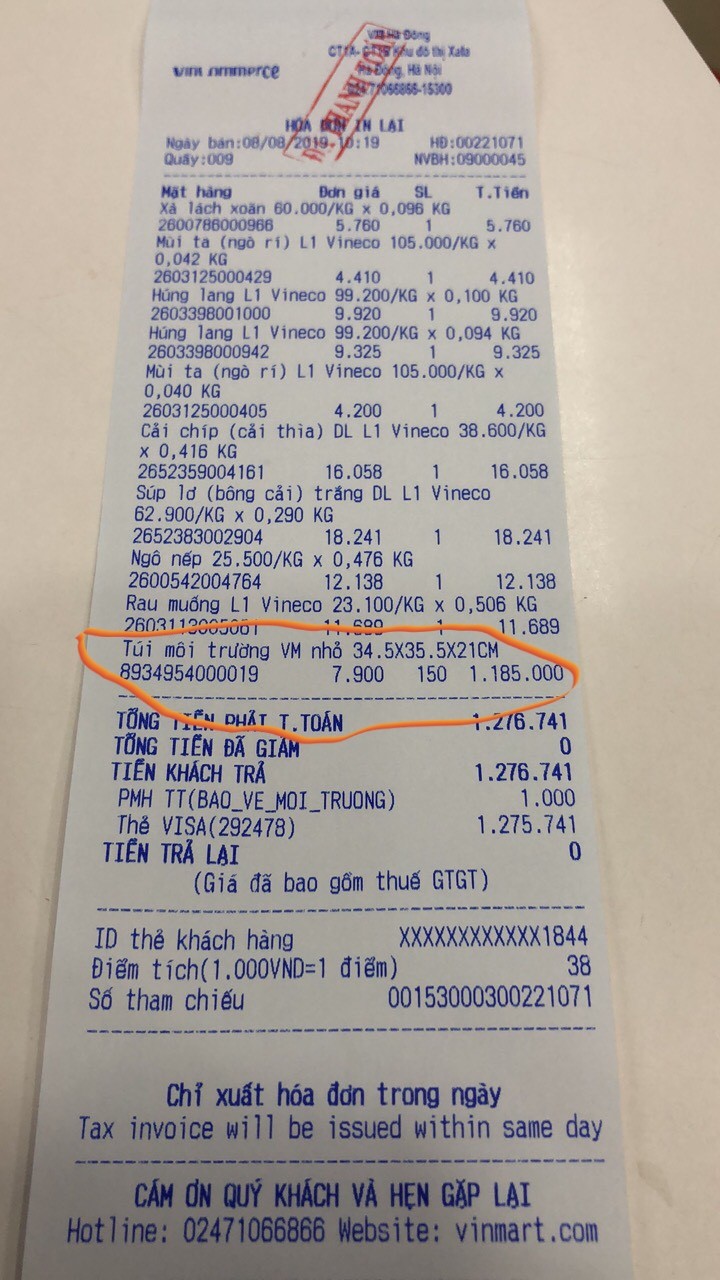 VM Hà Đông
Khu đô thị Xala
Hà Đông, Hà Nội
71066866-15300
HÓA ĐƠN IN LẠI
Ngày bán:08/08/2019 10:19 HĐ:00221071
Quầy:009 NVBH:09000045
Mặt hàng Đơn giá SL T.Tiền
Xà lách xoăn 60.000/KG x 0,096 KG
2600786000966 5.760 1 5.760
Mùi ta (ngò rí) L1 Vineco 105.000/KG x
0,042 KG
2603125000429 4.410 1 4.410
Húng lang L1 Vineco 99.200/KG x 0,100 KG
2603398001000 9.920 1 9.920
Húng lang L1 Vineco 99.200/KG x 0,094 KG
2603398000942 9.325 1 9.325
Mùi ta (ngò rí) L1 Vineco 105.000/KG x
0,040 KG
2603125000405 4.200 1 4.200
Cải chíp (cải thìa) DL L1 Vineco 38.600/KG
x 0,416 KG
2652359004161 16.058 1 16.058
Súp lơ (bông cải) trắng DL L1 Vineco
62.900/KG x 0,290 KG
2652383002904 18.241 1 18.241
Ngô nếp 25.500/KG x 0,476 KG
2600542004764 12.138 1 12.138
Rau muống L1 Vineco 23.100/KG x 0,506 KG
2603113005061 11.689 1 11.689
Túi môi trường VM nhỏ 34.5X35.5X21CM
8934954000019 7.900 150 1.185.000
TỔNG TIỀN PHẢI T.TOÁN 1.276.741
TỔNG TIỀN ĐÃ GIẢM 0
TIỀN KHÁCH TRẢ 1.276.741
PMH TT(BAO_VE_MOI_TRUONG) 1.000
Thẻ VISA(292478) 1.275.741
TIỀN TRẢ LẠI 0
(Giá đã bao gồm thuế GTGT)
ID thẻ khách hàng XXXXXXXXXXXX1844
Điểm tích(1.000VND=1 điểm) 38
Số tham chiếu 00153000300221071
Chỉ xuất hóa đơn trong ngày
Tax invoice will be issued within same day
CÁM ƠN QUÝ KHÁCH VÀ HẸN GẶP LẠI
Hotline: 02471066866 Website: vinmart.com